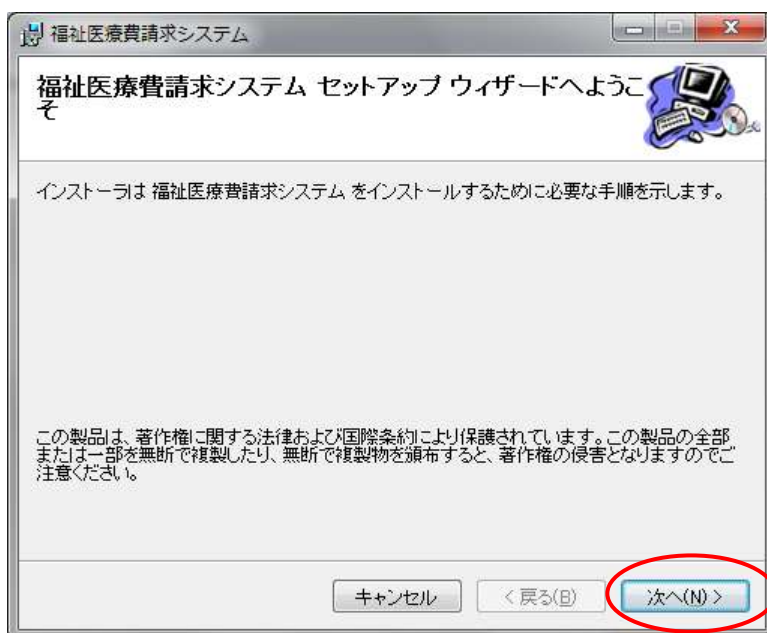 福祉医療費請求システム
福祉医療費請求システム セットアップ ウィザードへようこ
そ
インストーラは 福祉医療費請求システム をインストールするために必要な手順を示します。
この製品は、著作権に関する法律および国際条約により保護されています。この製品の全部
または一部を無断で複製したり、無断で複製物を頒布すると、著作権の侵害となりますのでご
注意ください。
キャンセル
< 戻る(B)
次へ(N) >